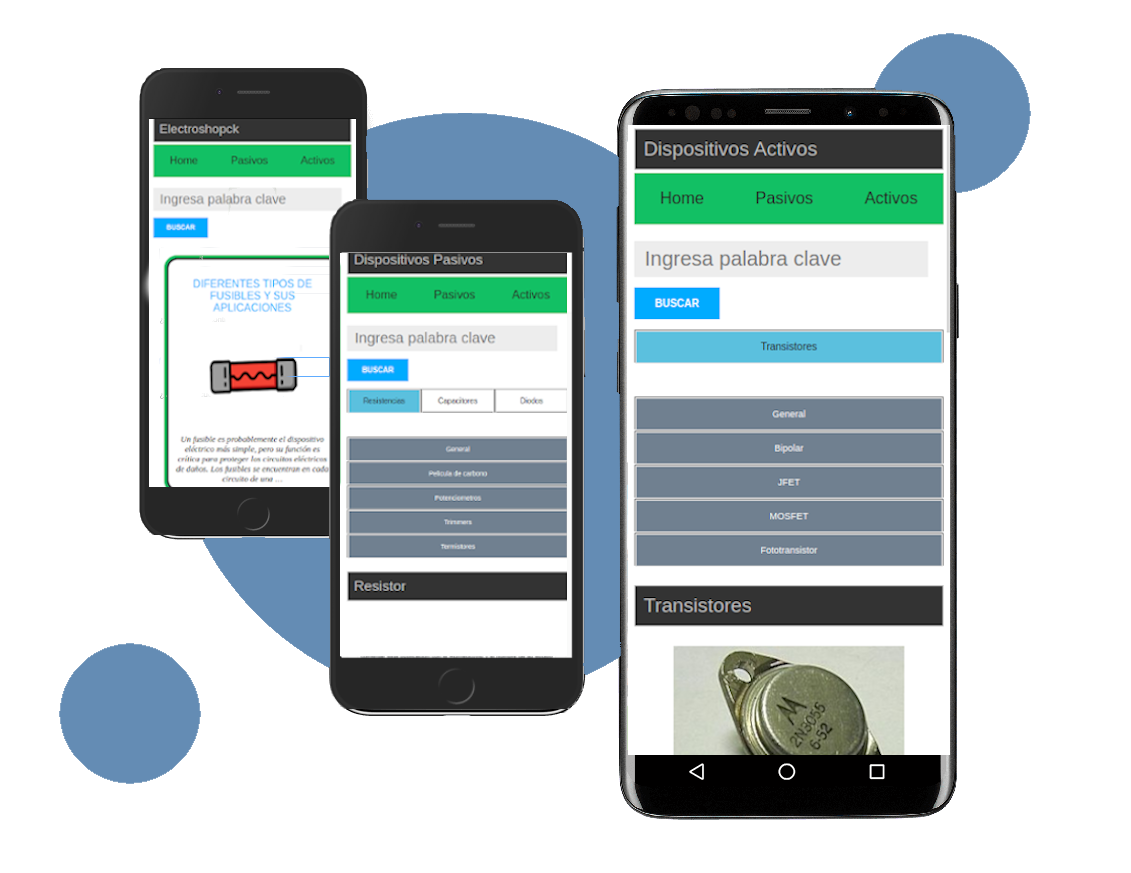 Electroshopck
Home Pasivos Activos
Ingresa palabra clave
BUSCAR
DIFERENTES TIPOS DE
FUSIBLES Y SUS
APLICACIONES
Un fusible es probablemente el dispositivo
eléctrico más simple, pero su función es
crítica para proteger los circuitos eléctricos
de daños. Los fusibles se encuentran en cada
circuito de una ...
Dispositivos Pasivos
Home Pasivos Activos
Ingresa palabra clave
BUSCAR
Resistencias Capacitores Diodos
General
Pelicula de carbono
Potenciometros
Trimmers
Termistores
Resistor
Dispositivos Activos
Home Pasivos Activos
Ingresa palabra clave
BUSCAR
Transistores
General
Bipolar
JFET
MOSFET
Fototransistor
Transistores
M
2N3055
6-52